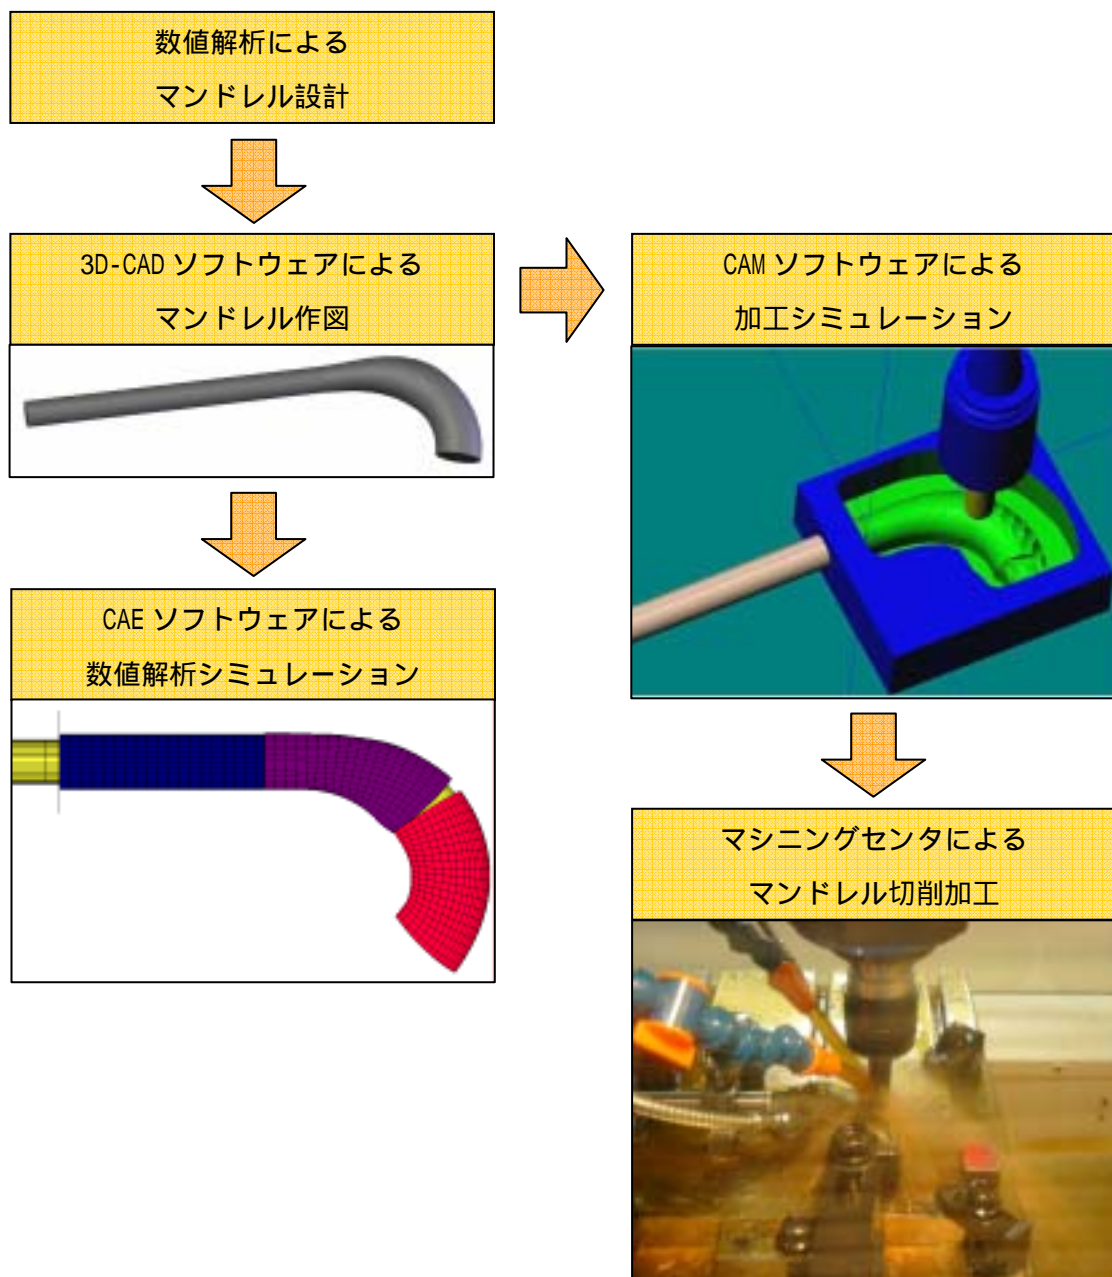 数値解析による
マンドレル設計
3D-CAD ソフトウェアによる
マンドレル作図
CAM ソフトウェアによる
加工シミュレーション
CAE ソフトウェアによる
数値解析シミュレーション
マシニングセンタによる
マンドレル切削加工